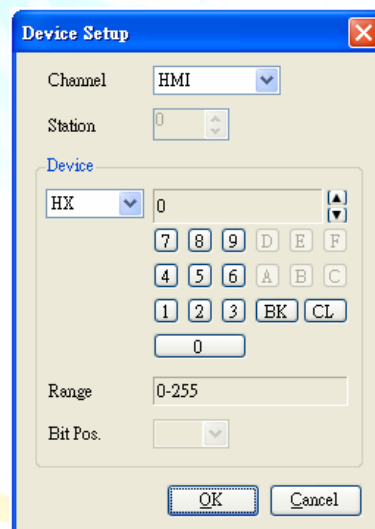 Device Setup
Channel HMI
Station 0
Device
HX 0
7 8 9 D E F
4 5 6 A B C
1 2 3 BK CL
0
Range 0-255
Bit Pos.
OK Cancel